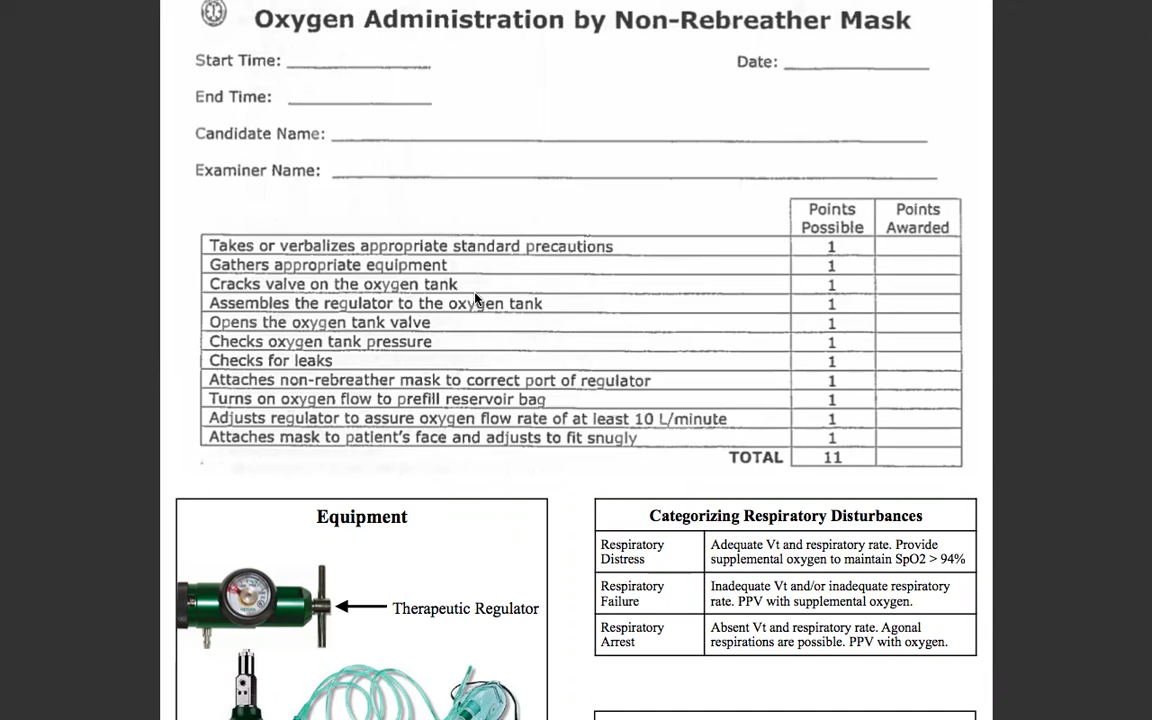 Oxygen Administration by Non-Rebreather Mask
Start Time: Date:
End Time:
Candidate Name:
Examiner Name:
Points Possible Points Awarded
Takes or verbalizes appropriate standard precautions 1
Gathers appropriate equipment 1
Cracks valve on the oxygen tank 1
Assembles the regulator to the oxygen tank 1
Opens the oxygen tank valve 1
Checks oxygen tank pressure 1
Checks for leaks 1
Attaches non-rebreather mask to correct port of regulator 1
Turns on oxygen flow to prefill reservoir bag 1
Adjusts regulator to assure oxygen flow rate of at least 10 L/minute 1
Attaches mask to patient's face and adjusts to fit snugly 1
TOTAL 11
Equipment
Therapeutic Regulator
Categorizing Respiratory Disturbances
Respiratory Distress
Adequate Vt and respiratory rate. Provide
supplemental oxygen to maintain SpO2 > 94%
Respiratory Failure
Inadequate Vt and/or inadequate respiratory
rate. PPV with supplemental oxygen.
Respiratory Arrest
Absent Vt and respiratory rate. Agonal
respirations are possible. PPV with oxygen.